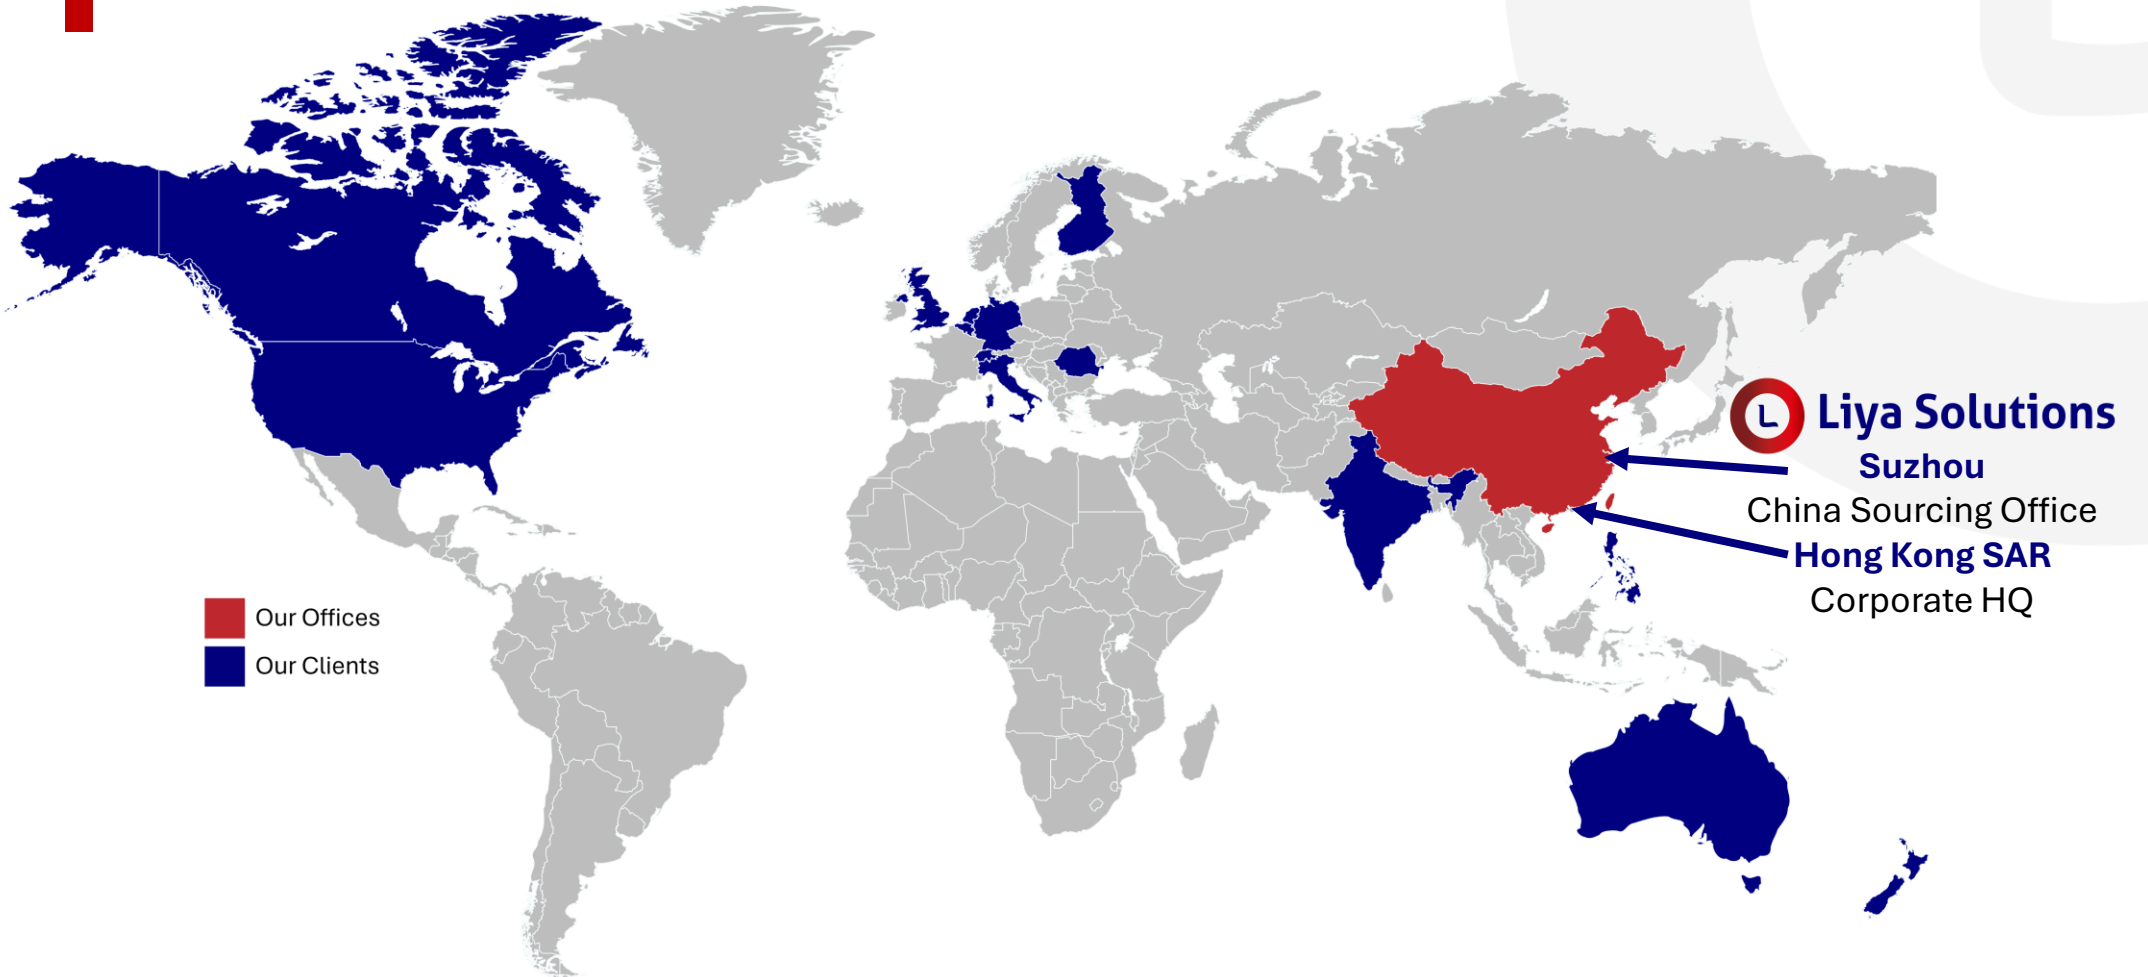 Liya Solutions
Suzhou
China Sourcing Office
Hong Kong SAR
Corporate HQ
Our Offices
Our Clients